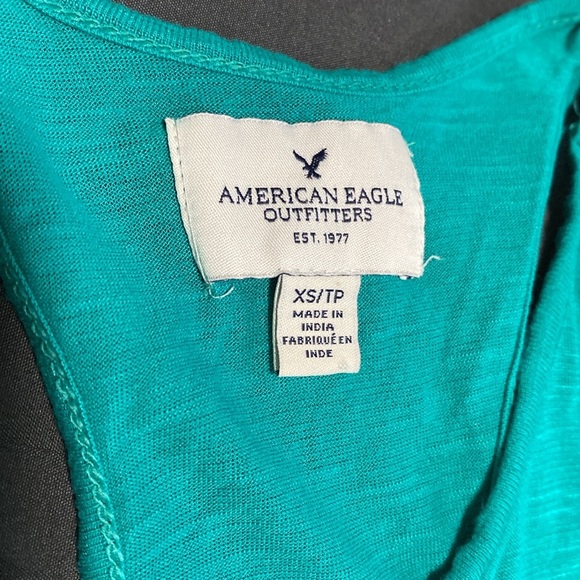 AMERICAN EAGLE
OUTFITTERS
EST. 1977
XS/TP
MADE IN
INDIA
FABRIQUÉ EN
INDE